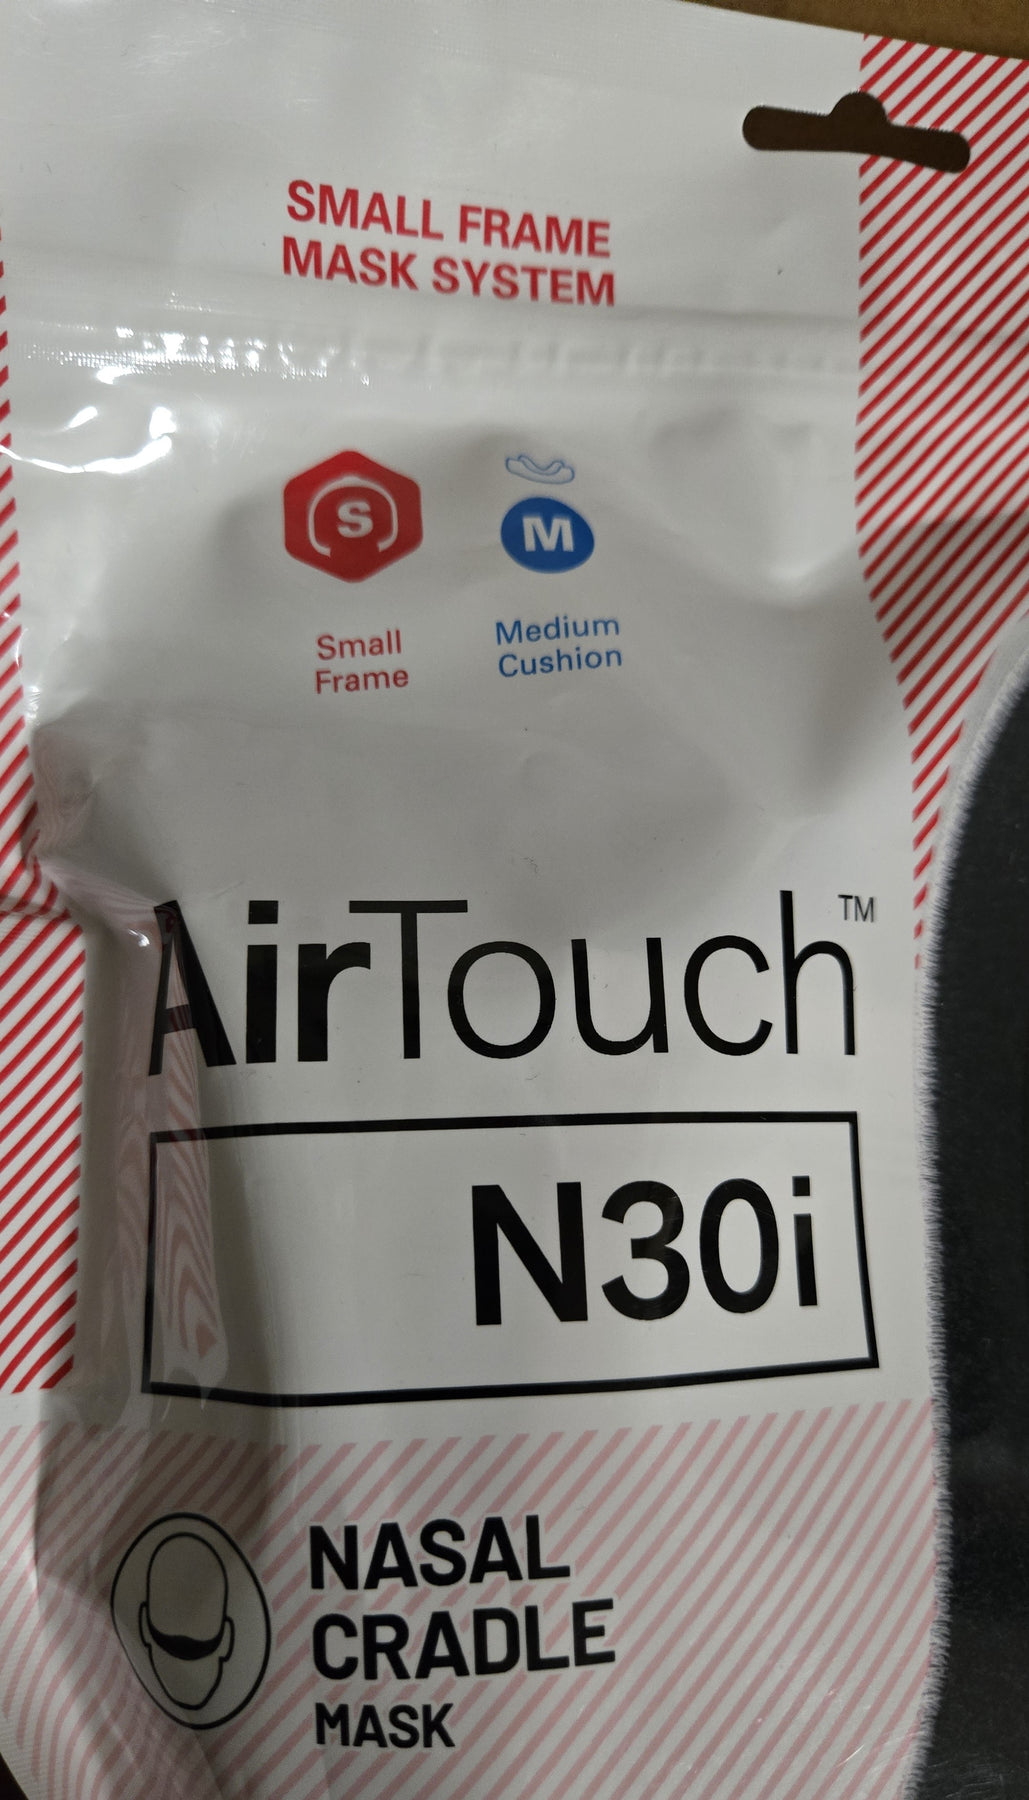 SMALL FRAME
MASK SYSTEM
S
M
Small
Frame
Medium
Cushion
AirTouch™
N30i
NASAL
CRADLE
MASK